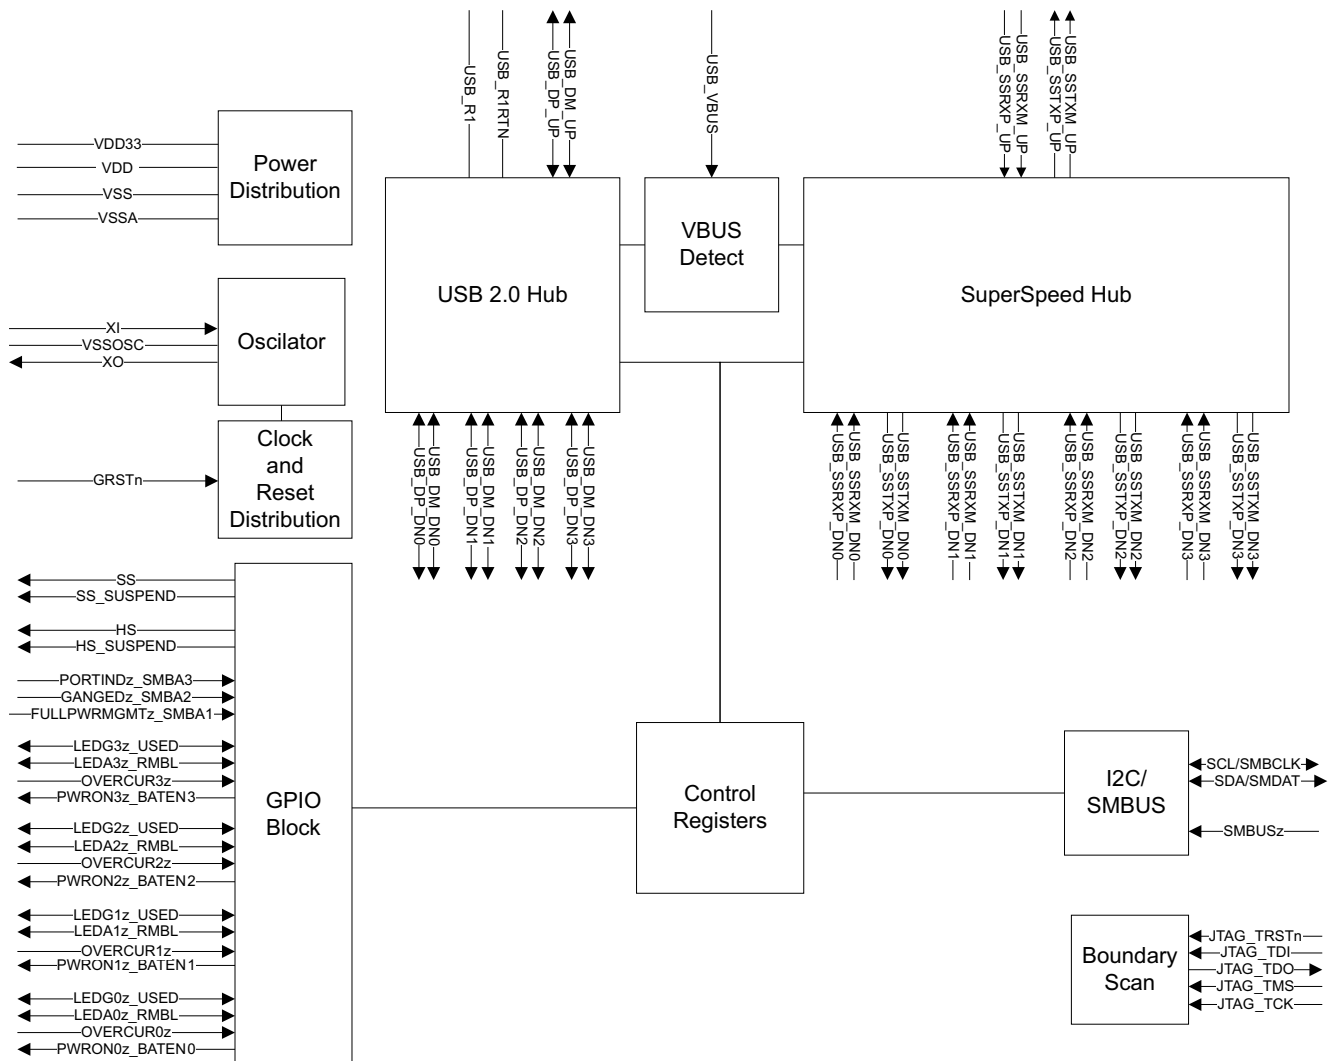 USB_R1
USB_R1RTN
USB_DP_UP
USB_DM_UP
USB_VBUS
USB_SSRXP_UP
USB_SSRXM_UP
USB_SSTXP_UP
USB_SSTXM_UP
VDD33
VDD
VSS
VSSA
Power
Distribution
USB 2.0 Hub
VBUS
Detect
SuperSpeed Hub
XI
VSSOSC
XO
Oscilator
GRSTn
Clock
and
Reset
Distribution
USB_DP_DN0
USB_DM_DN0
USB_DP_DN1
USB_DM_DN1
USB_DP_DN2
USB_DM_DN2
USB_DP_DN3
USB_DM_DN3
USB_SSRXP_DN0
USB_SSRXM_DN0
USB_SSTXP_DN0
USB_SSTXM_DN0
USB_SSRXP_DN1
USB_SSRXM_DN1
USB_SSTXP_DN1
USB_SSTXM_DN1
USB_SSRXP_DN2
USB_SSRXM_DN2
USB_SSTXP_DN2
USB_SSTXM_DN2
USB_SSRXP_DN3
USB_SSRXM_DN3
USB_SSTXP_DN3
USB_SSTXM_DN3
SS
SS_SUSPEND
HS
HS_SUSPEND
PORTINDz_SMBA3
GANGEDz_SMBA2
FULLPWRMGMTz_SMBA1
LEDG3z_USED
LEDA3z_RMBL
OVERCUR3z
PWRON3z_BATEN3
LEDG2z_USED
LEDA2z_RMBL
OVERCUR2z
PWRON2z_BATEN2
LEDG1z_USED
LEDA1z_RMBL
OVERCUR1z
PWRON1z_BATEN1
LEDG0z_USED
LEDA0z_RMBL
OVERCUR0z
PWRON0z_BATEN0
GPIO
Block
Control
Registers
I2C/
SMBUS
SCL/SMBCLK
SDA/SMDAT
SMBUSz
Boundary
Scan
JTAG_TRSTn
JTAG_TDI
JTAG_TDO
JTAG_TMS
JTAG_TCK